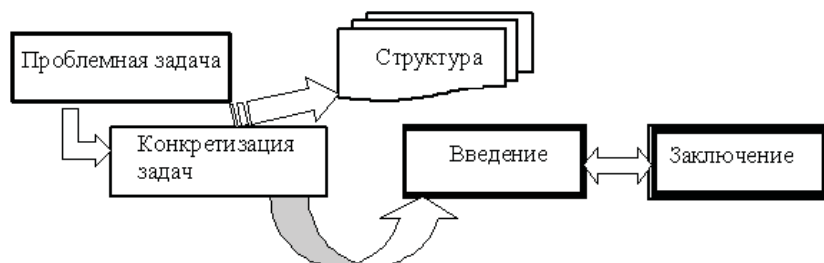 Проблемная задача
Структура
Конкретизация
задач
Введение
Заключение